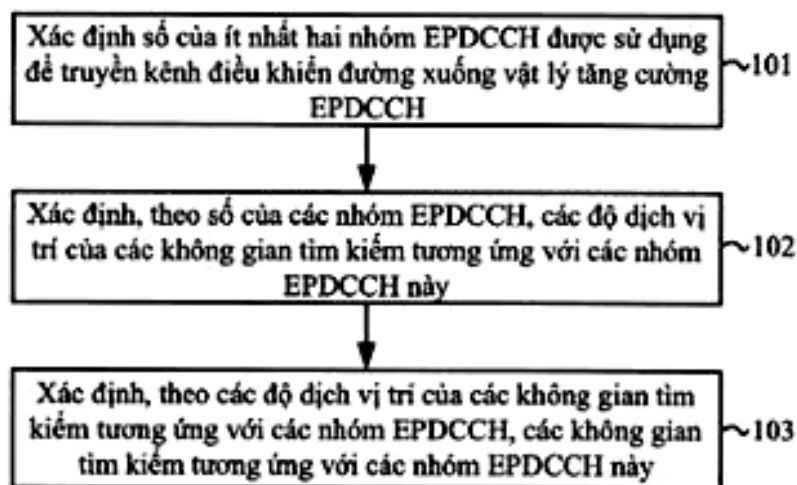 Xác định số của ít nhất hai nhóm EPDCCH được sử dụng
để truyền kênh điều khiển đường xuống vật lý tăng cường
EPDCCH
101
Xác định, theo số của các nhóm EPDCCH, các độ dịch vị
trí của các không gian tìm kiếm tương ứng với các nhóm
EPDCCH này
102
Xác định, theo các độ dịch vị trí của các không gian tìm
kiếm tương ứng với các nhóm EPDCCH, các không gian
tìm kiếm tương ứng với các nhóm EPDCCH này
103